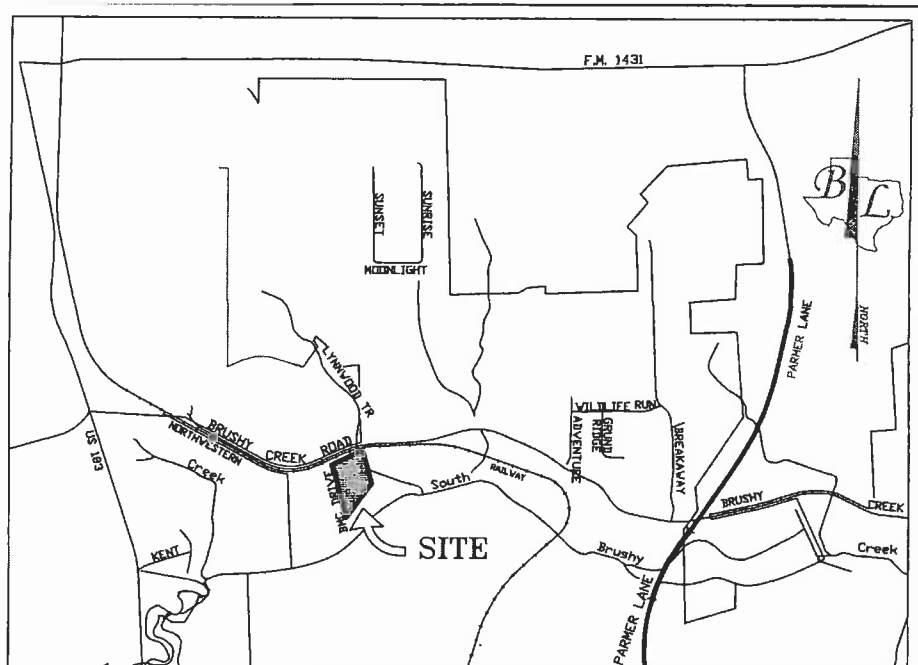 F.M. 1431
SUNSET
SUNRISE
MOONLIGHT
B L
NORTH
PARMER LANE
LYNNWOOD TR
WILDLIFE RUN
GRUND RIDGE
ADVENTURE
BREAKAWAY
US 183
BRUSHY CREEK ROAD
NORTHWESTERN
Creek
South
RAILWAY
BMC DRIVE
BRUSHY CREEK
SITE
Brushy
Creek
KENT
PARMER LANE